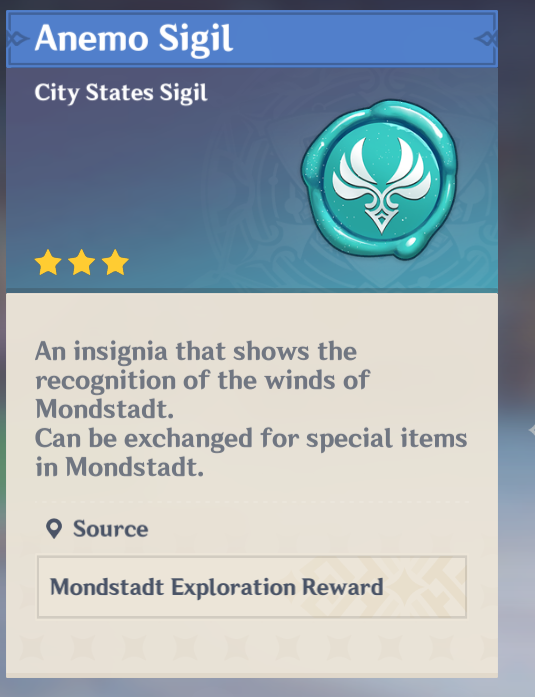 Anemo Sigil
City States Sigil
An insignia that shows the
recognition of the winds of
Mondstadt.
Can be exchanged for special items
in Mondstadt.
Source
Mondstadt Exploration Reward